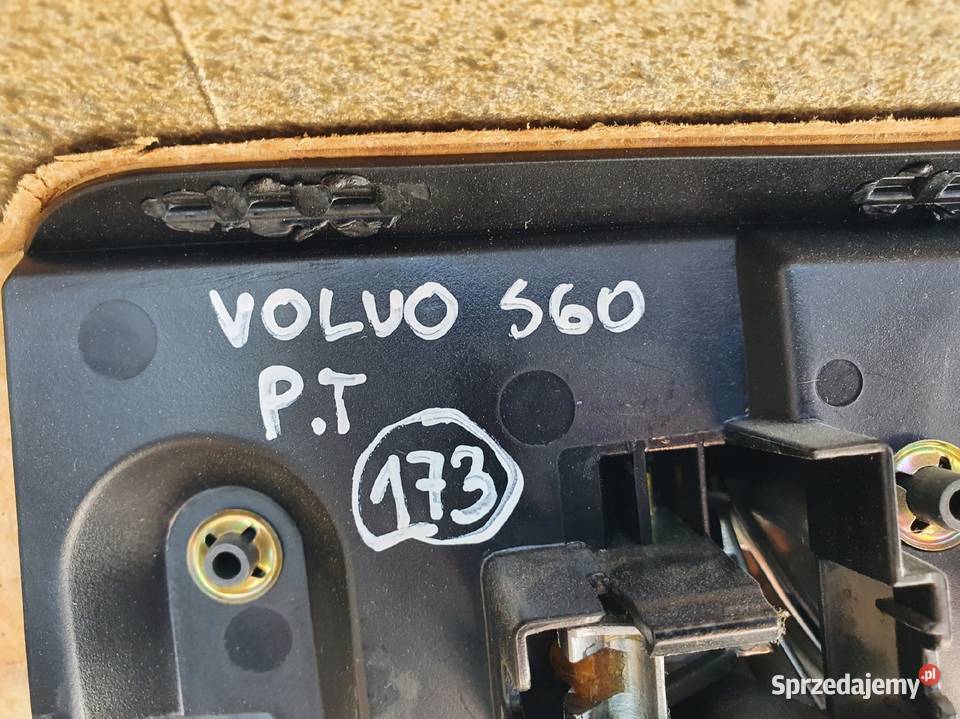 VOLVO S60
P.T
173
Sprzedajemy.pl